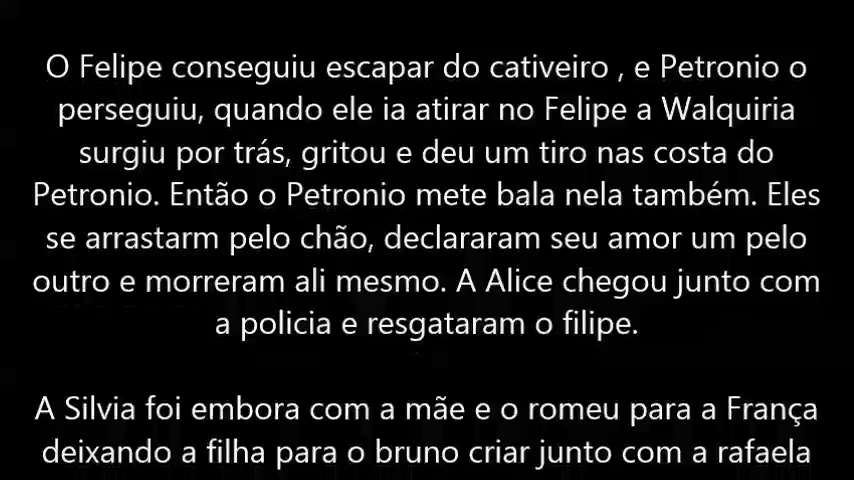 O Felipe conseguiu escapar do cativeiro , e Petronio o
perseguiu, quando ele ia atirar no Felipe a Walquiria
surgiu por trás, gritou e deu um tiro nas costa do
Petronio. Então o Petronio mete bala nela também. Eles
se arrastarm pelo chão, declararam seu amor um pelo
outro e morreram ali mesmo. A Alice chegou junto com
a policia e resgataram o filipe.
A Silvia foi embora com a mãe e o romeu para a França
deixando a filha para o bruno criar junto com a rafaela